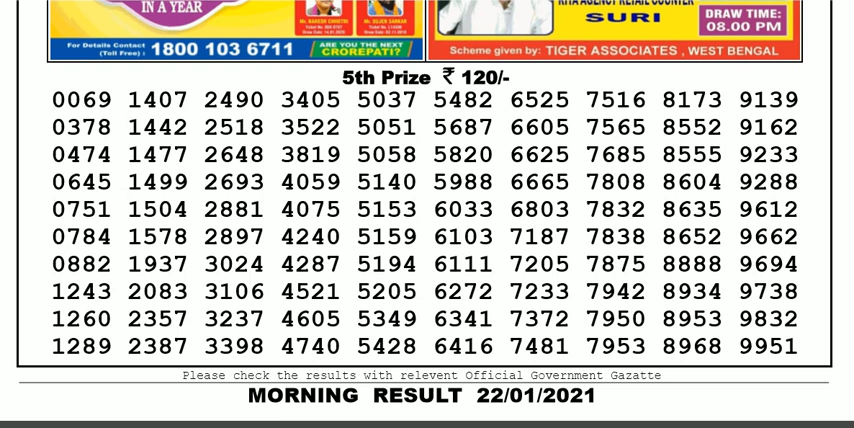 IN A YEAR
Mr. RAKESH CHHETRI
Mr. SUJEN SARKAR
For Details Contact
(Toll Free) : 1800 103 6711
ARE YOU THE NEXT
CROREPATI?
SURI
DRAW TIME:
08.00 PM
Scheme given by: TIGER ASSOCIATES , WEST BENGAL
5th Prize ₹ 120/-
0069 1407 2490 3405 5037 5482 6525 7516 8173 9139
0378 1442 2518 3522 5051 5687 6605 7565 8552 9162
0474 1477 2648 3819 5058 5820 6625 7685 8555 9233
0645 1499 2693 4059 5140 5988 6665 7808 8604 9288
0751 1504 2881 4075 5153 6033 6803 7832 8635 9612
0784 1578 2897 4240 5159 6103 7187 7838 8652 9662
0882 1937 3024 4287 5194 6111 7205 7875 8888 9694
1243 2083 3106 4521 5205 6272 7233 7942 8934 9738
1260 2357 3237 4605 5349 6341 7372 7950 8953 9832
1289 2387 3398 4740 5428 6416 7481 7953 8968 9951
Please check the results with relevent Official Government Gazatte
MORNING RESULT 22/01/2021